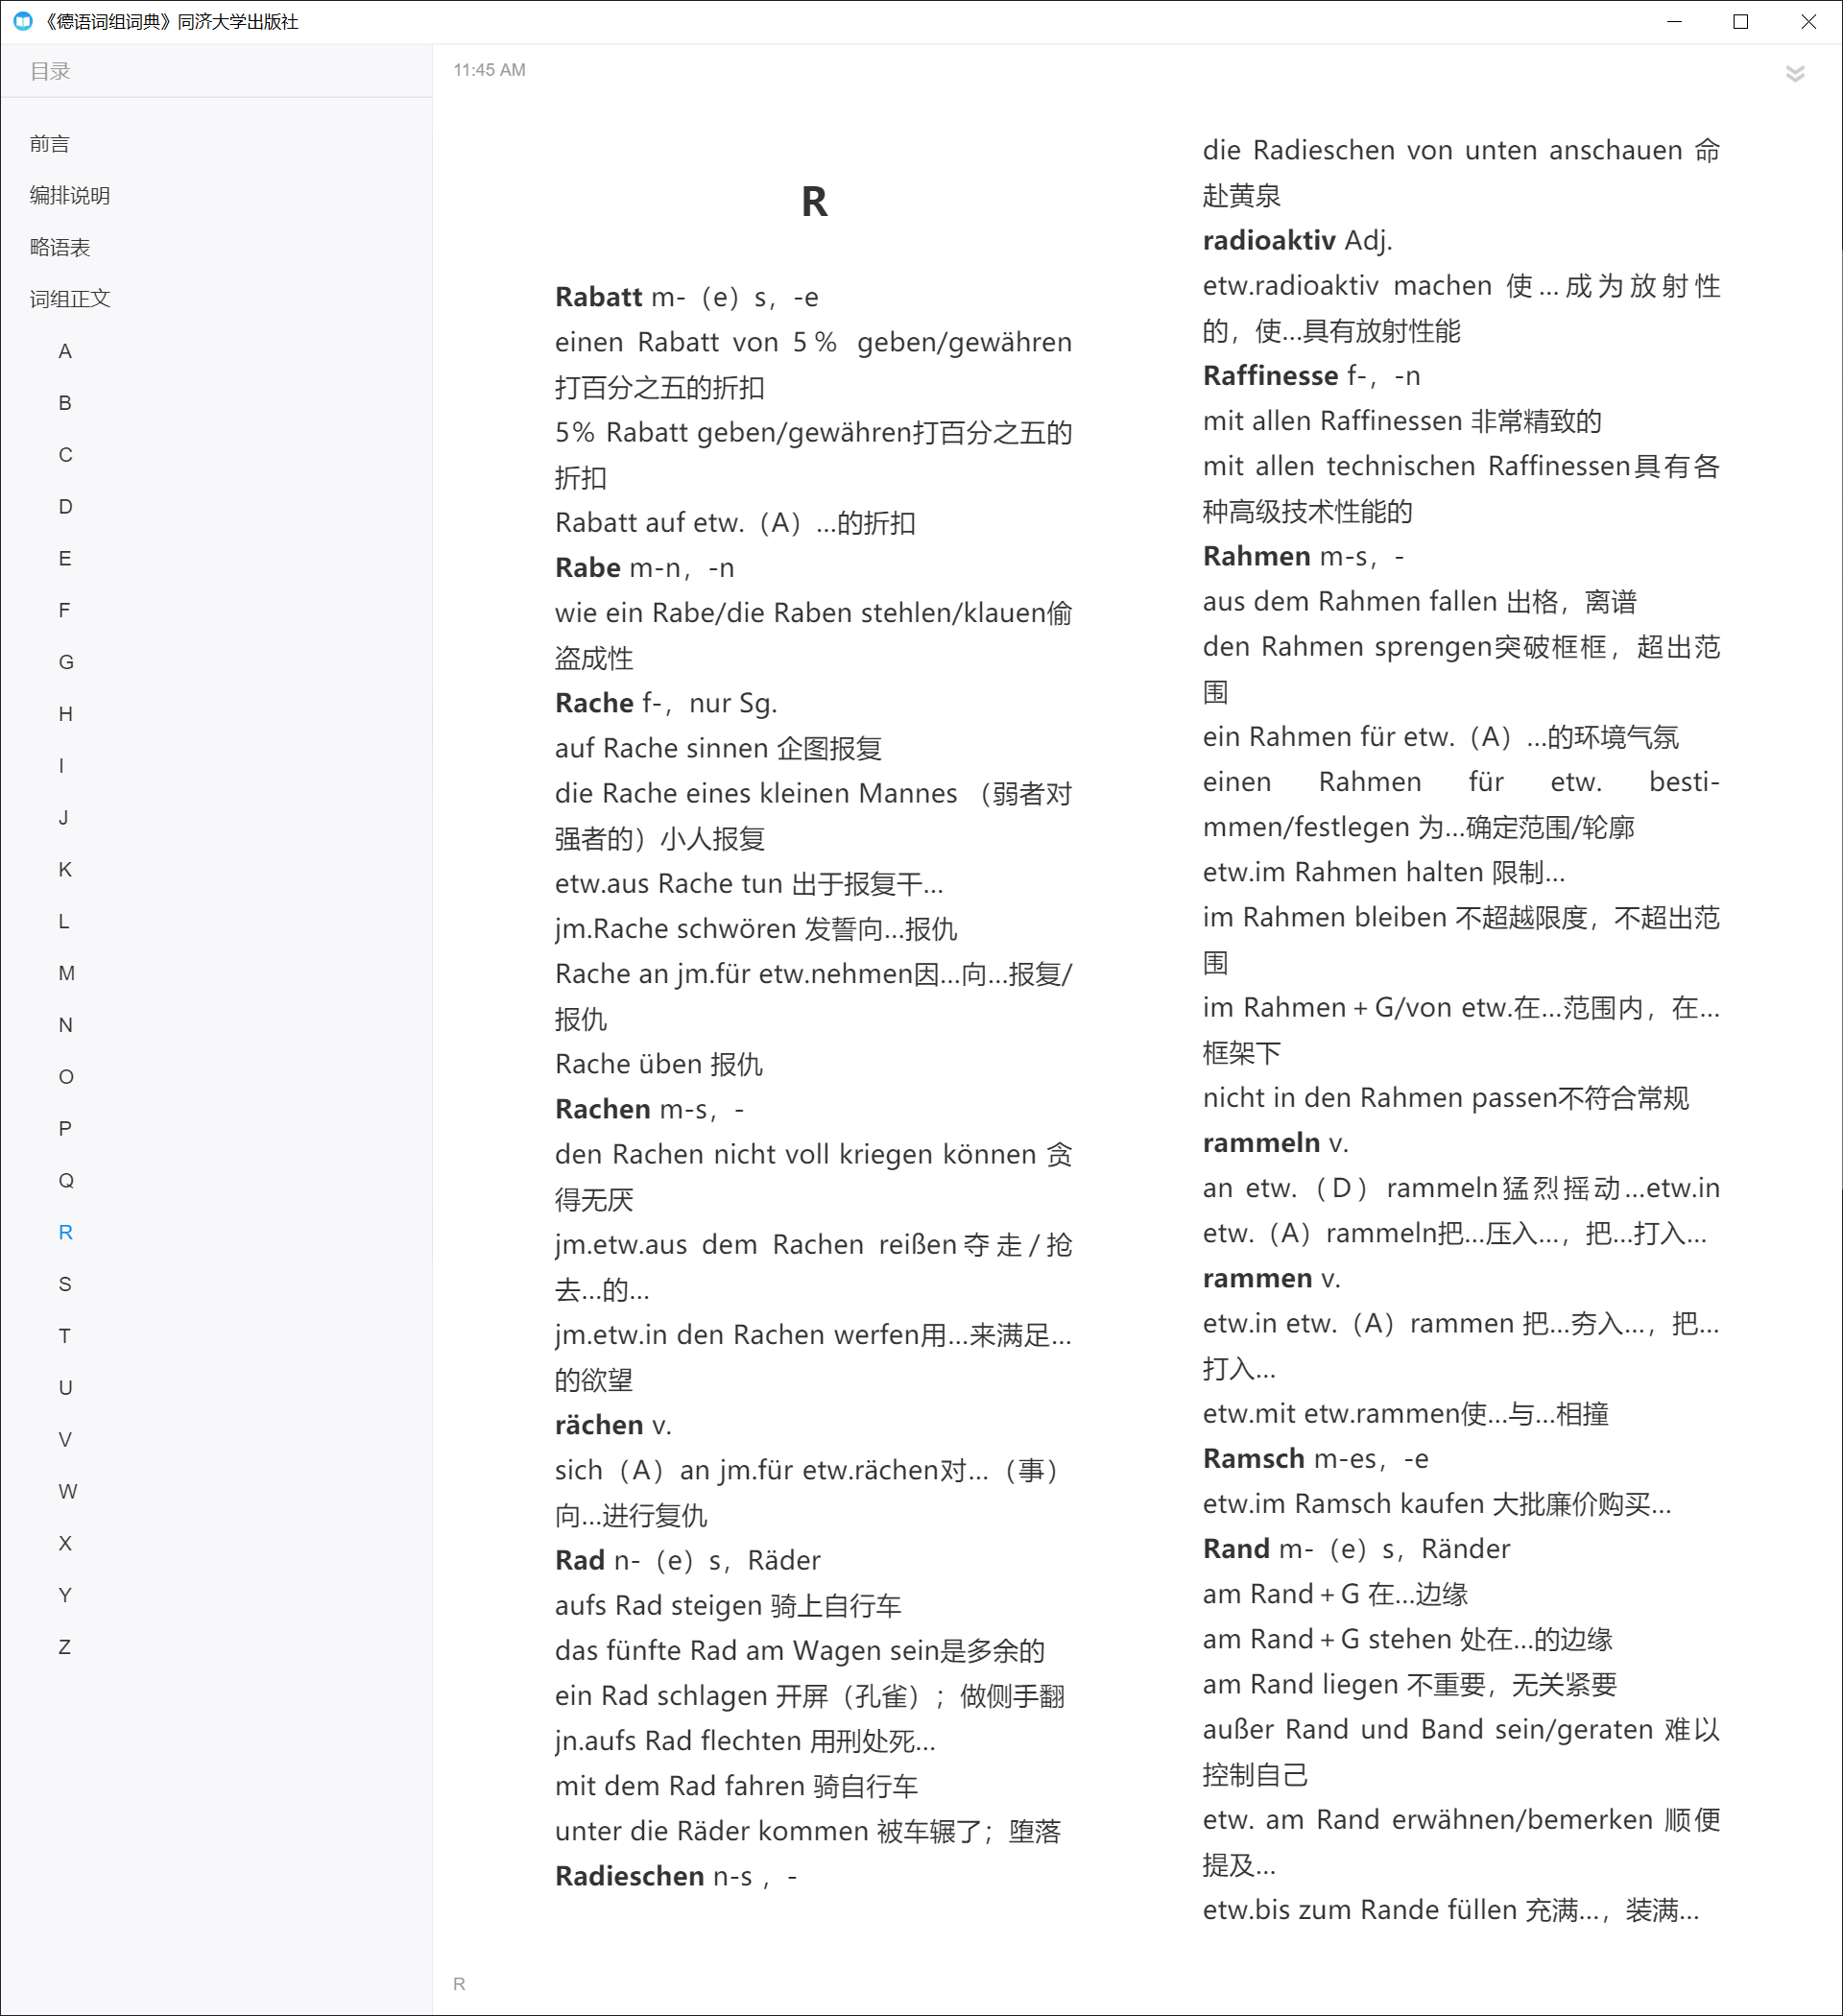 《德语词组词典》同济大学出版社
目录
前言
编排说明
略语表
词组正文
A
B
C
D
E
F
G
H
I
J
K
L
M
N
O
P
Q
R
S
T
U
V
W
X
Y
Z
11:45 AM
R
Rabatt m-（e）s，-e
einen Rabatt von 5％ geben/gewähren
打百分之五的折扣
5％ Rabatt geben/gewähren打百分之五的
折扣
Rabatt auf etw.（A）…的折扣
Rabe m-n，-n
wie ein Rabe/die Raben stehlen/klauen偷
盗成性
Rache f-，nur Sg.
auf Rache sinnen 企图报复
die Rache eines kleinen Mannes （弱者对
强者的）小人报复
etw.aus Rache tun 出于报复干…
jm.Rache schwören 发誓向…报仇
Rache an jm.für etw.nehmen因…向…报复/
报仇
Rache üben 报仇
Rachen m-s，-
den Rachen nicht voll kriegen können 贪
得无厌
jm.etw.aus dem Rachen reißen夺走/抢
去…的…
jm.etw.in den Rachen werfen用…来满足…
的欲望
rächen v.
sich（A）an jm.für etw.rächen对…（事）
向…进行复仇
Rad n-（e）s，Räder
aufs Rad steigen 骑上自行车
das fünfte Rad am Wagen sein是多余的
ein Rad schlagen 开屏（孔雀）；做侧手翻
jn.aufs Rad flechten 用刑处死…
mit dem Rad fahren 骑自行车
unter die Räder kommen 被车辗了；堕落
Radieschen n-s ，-
die Radieschen von unten anschauen 命
赴黄泉
radioaktiv Adj.
etw.radioaktiv machen 使…成为放射性
的，使…具有放射性能
Raffinesse f-，-n
mit allen Raffinessen 非常精致的
mit allen technischen Raffinessen具有各
种高级技术性能的
Rahmen m-s，-
aus dem Rahmen fallen 出格，离谱
den Rahmen sprengen突破框框，超出范
围
ein Rahmen für etw.（A）…的环境气氛
einen Rahmen für etw. besti-
mmen/festlegen 为…确定范围/轮廓
etw.im Rahmen halten 限制…
im Rahmen bleiben 不超越限度，不超出范
围
im Rahmen＋G/von etw.在…范围内，在…
框架下
nicht in den Rahmen passen不符合常规
rammeln v.
an etw.（D）rammeln猛烈摇动…etw.in
etw.（A）rammeln把…压入…，把…打入…
rammen v.
etw.in etw.（A）rammen 把…夯入…，把…
打入…
etw.mit etw.rammen使…与…相撞
Ramsch m-es，-e
etw.im Ramsch kaufen 大批廉价购买…
Rand m-（e）s，Ränder
am Rand＋G 在…边缘
am Rand＋G stehen 处在…的边缘
am Rand liegen 不重要，无关紧要
außer Rand und Band sein/geraten 难以
控制自己
etw. am Rand erwähnen/bemerken 顺便
提及…
etw.bis zum Rande füllen 充满…，装满…
R